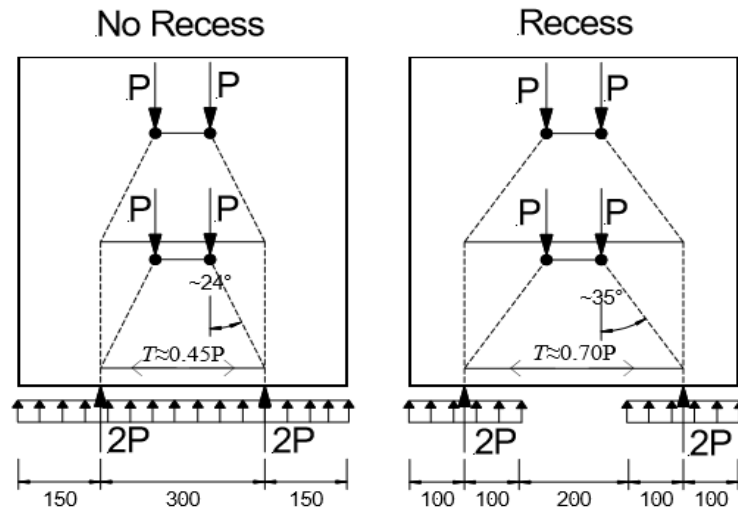 No Recess
Recess
P P
P P
P P
P P
~24°
~35°
T≈0.45P
T≈0.70P
2P 2P
2P 2P
150 300 150
100 100 200 100 100